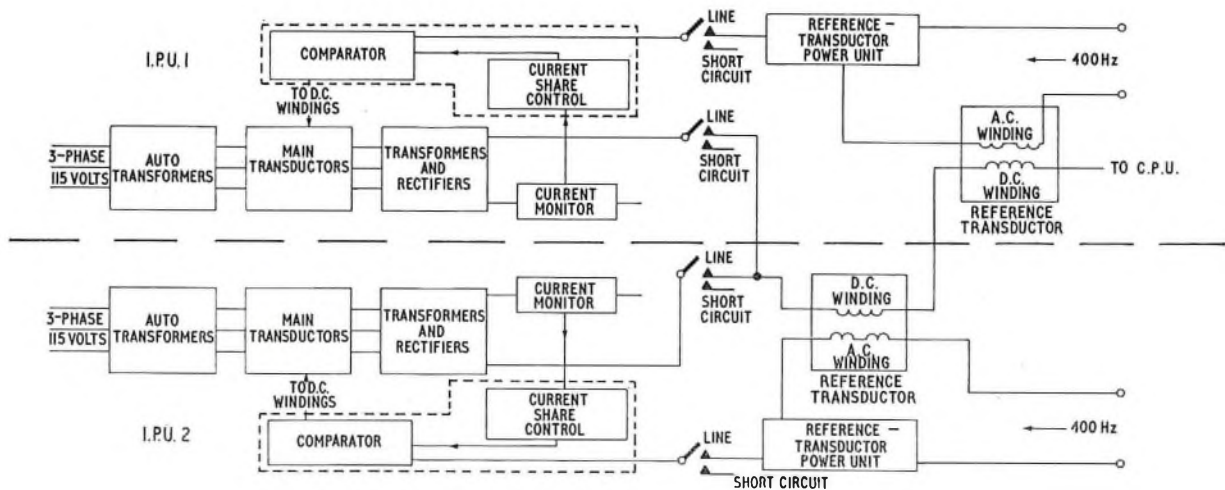 I.P.U. 1
COMPARATOR
CURRENT
SHARE
CONTROL
TO D.C.
WINDINGS
3-PHASE
115 VOLTS
AUTO
TRANSFORMERS
MAIN
TRANSDUCTORS
TRANSFORMERS
AND
RECTIFIERS
CURRENT
MONITOR
LINE
SHORT
CIRCUIT
LINE
SHORT
CIRCUIT
REFERENCE –
TRANSDUCTOR
POWER UNIT
400Hz
A.C.
WINDING
D.C.
WINDING
REFERENCE
TRANSDUCTOR
TO C.P.U.
3-PHASE
115 VOLTS
AUTO
TRANSFORMERS
MAIN
TRANSDUCTORS
TRANSFORMERS
AND
RECTIFIERS
CURRENT
MONITOR
LINE
SHORT
CIRCUIT
D.C.
WINDING
A.C.
WINDING
REFERENCE
TRANSDUCTOR
TO D.C.
WINDINGS
I.P.U. 2
COMPARATOR
CURRENT
SHARE
CONTROL
LINE
SHORT CIRCUIT
REFERENCE –
TRANSDUCTOR
POWER UNIT
400Hz